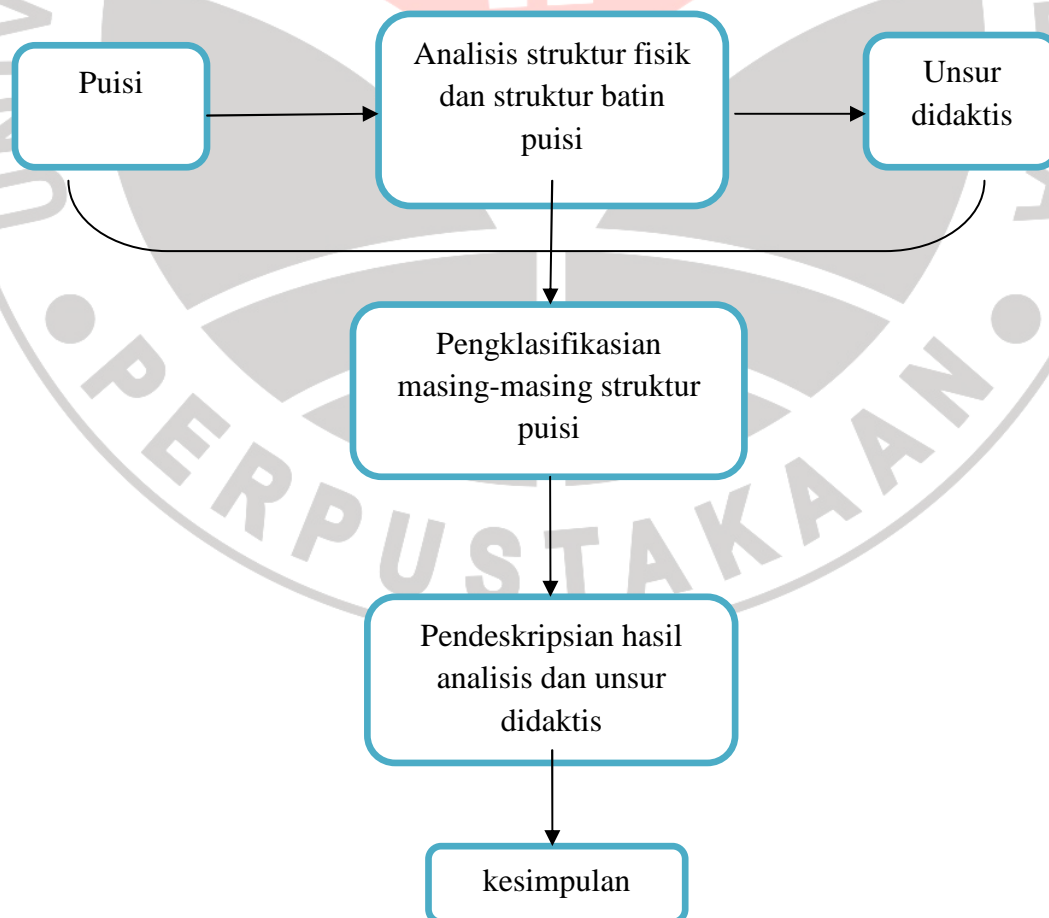 Puisi
Analisis struktur fisik
dan struktur batin
puisi
Unsur
didaktis
Pengklasifikasian
masing-masing struktur
puisi
Pendeskripsian hasil
analisis dan unsur
didaktis
kesimpulan
PERPUSTAKAAN